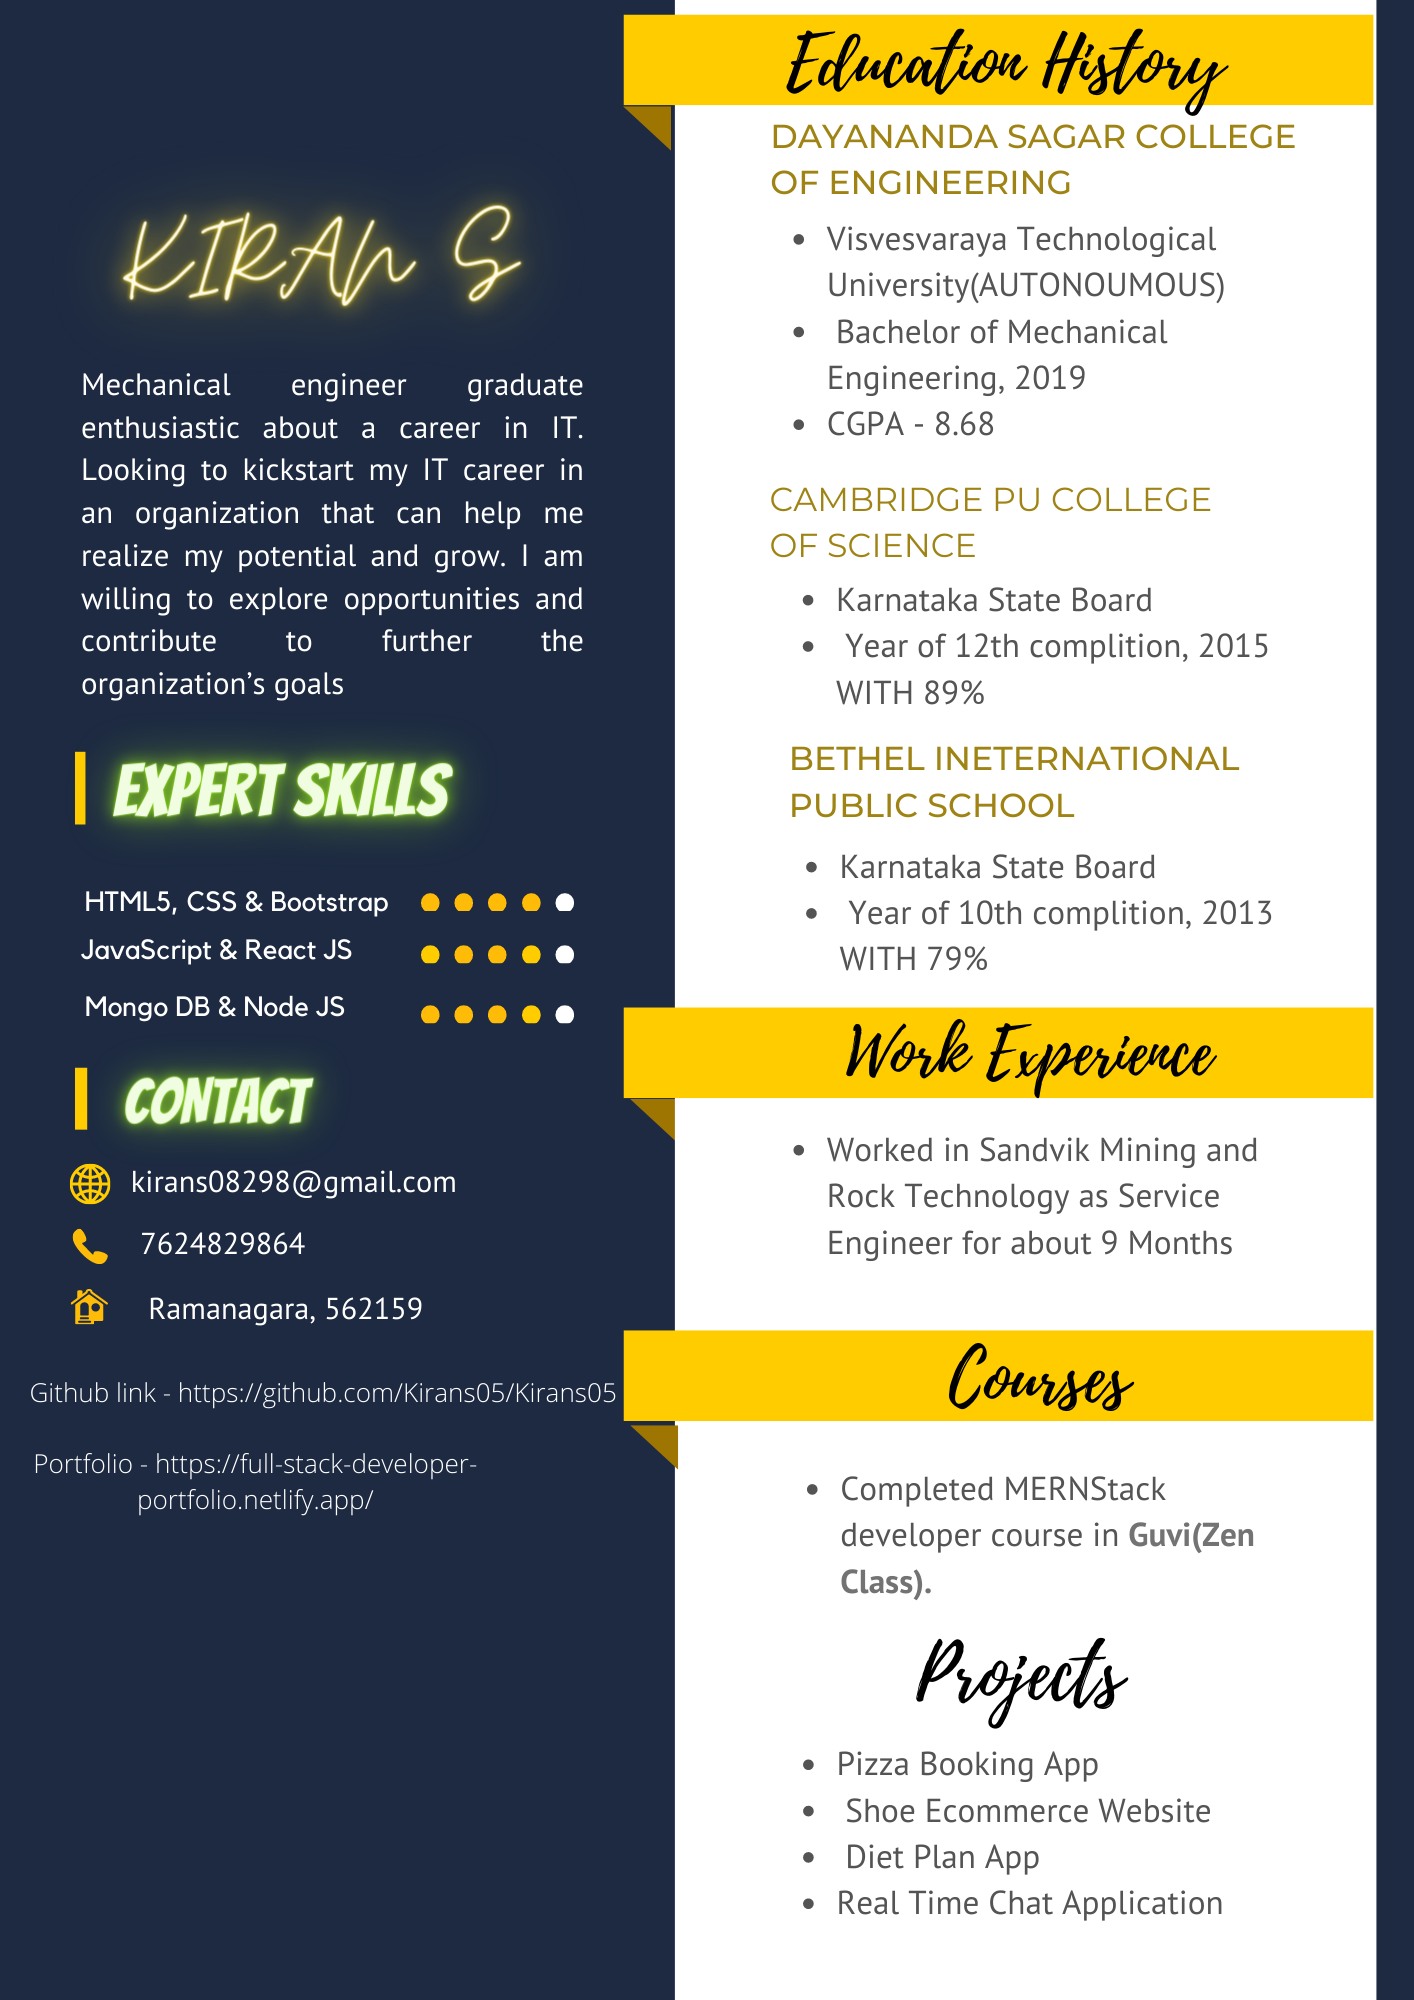 KIRAN S
Mechanical engineer graduate
enthusiastic about a career in IT.
Looking to kickstart my IT career in
an organization that can help me
realize my potential and grow. I am
willing to explore opportunities and
contribute to further the
organization’s goals
EXPERT SKILLS
HTML5, CSS & Bootstrap
JavaScript & React JS
Mongo DB & Node JS
CONTACT
kirans08298@gmail.com
7624829864
Ramanagara, 562159
Github link - https://github.com/Kirans05/Kirans05
Portfolio - https://full-stack-developer-
portfolio.netlify.app/
Education History
DAYANANDA SAGAR COLLEGE
OF ENGINEERING
• Visvesvaraya Technological
University(AUTONOUMOUS)
• Bachelor of Mechanical
Engineering, 2019
• CGPA - 8.68
CAMBRIDGE PU COLLEGE
OF SCIENCE
• Karnataka State Board
• Year of 12th complition, 2015
WITH 89%
BETHEL INETERNATIONAL
PUBLIC SCHOOL
• Karnataka State Board
• Year of 10th complition, 2013
WITH 79%
Work Experience
• Worked in Sandvik Mining and
Rock Technology as Service
Engineer for about 9 Months
Courses
• Completed MERNStack
developer course in Guvi(Zen
Class).
Projects
• Pizza Booking App
• Shoe Ecommerce Website
• Diet Plan App
• Real Time Chat Application